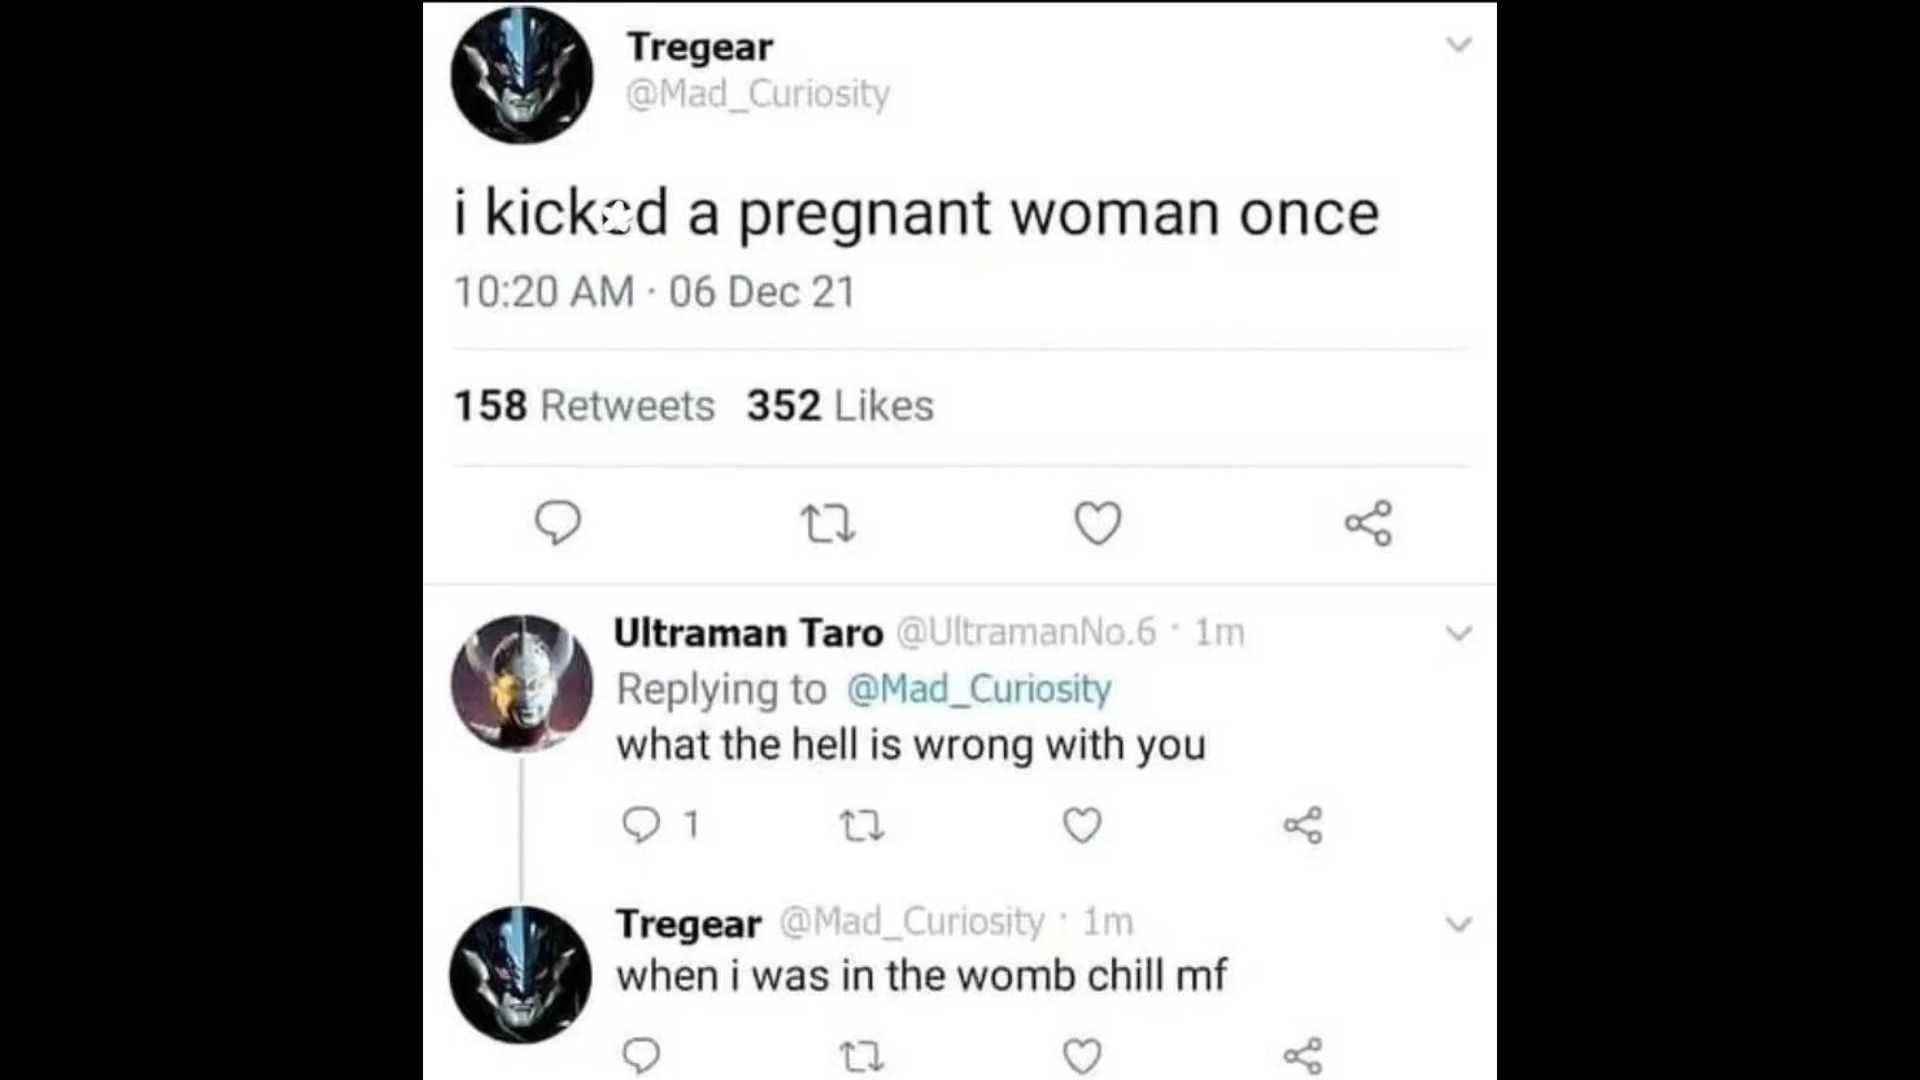 Tregear
@Mad_Curiosity
i kicked a pregnant woman once
10:20 AM · 06 Dec 21
158 Retweets 352 Likes
Ultraman Taro @UltramanNo.6 · 1m
Replying to @Mad_Curiosity
what the hell is wrong with you
1
Tregear @Mad_Curiosity · 1m
when i was in the womb chill mf